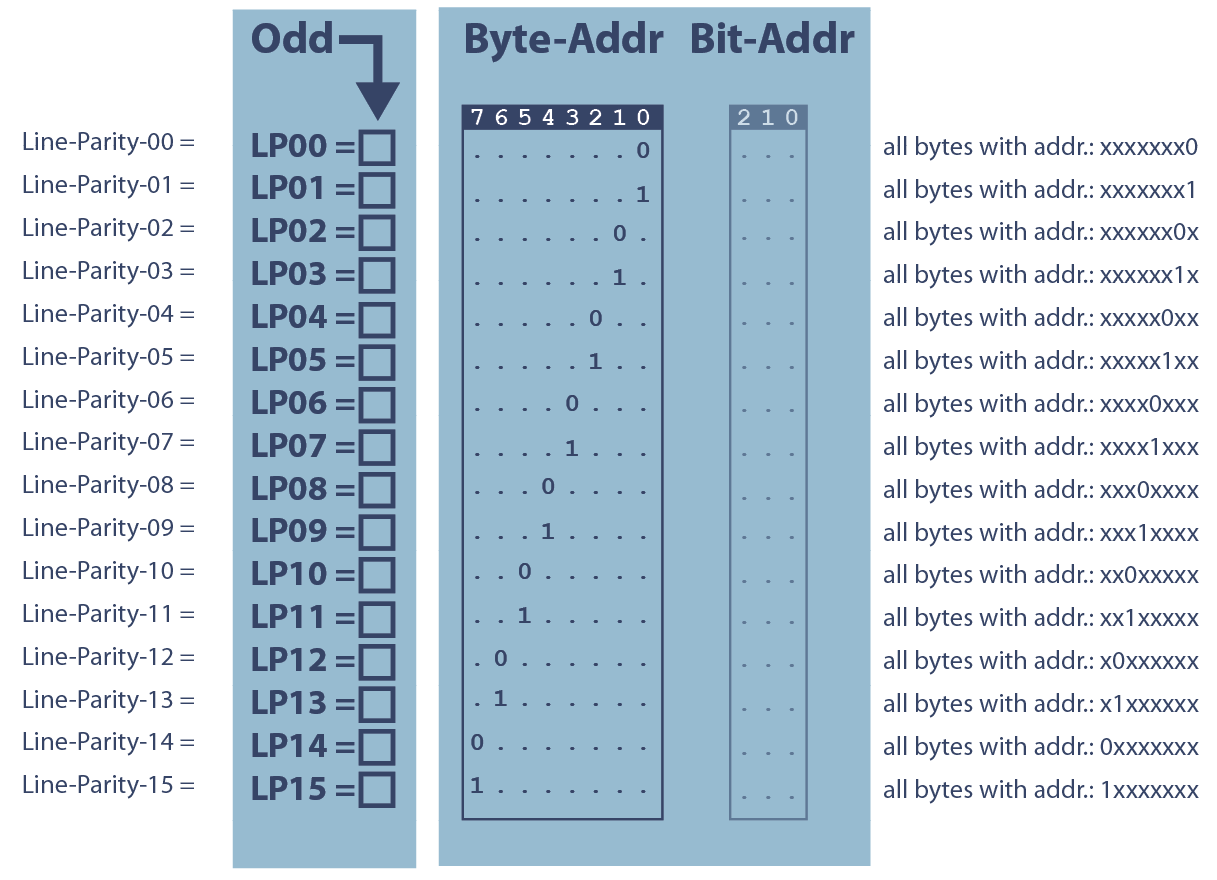 Odd Byte-Addr Bit-Addr
7 6 5 4 3 2 1 0 2 1 0
Line-Parity-00 = LP00 = . . . . . . . 0 . . . all bytes with addr.: xxxxxxx0
Line-Parity-01 = LP01 = . . . . . . . 1 . . . all bytes with addr.: xxxxxxx1
Line-Parity-02 = LP02 = . . . . . . 0 . . . . all bytes with addr.: xxxxxx0x
Line-Parity-03 = LP03 = . . . . . . 1 . . . . all bytes with addr.: xxxxxx1x
Line-Parity-04 = LP04 = . . . . . 0 . . . . . all bytes with addr.: xxxxx0xx
Line-Parity-05 = LP05 = . . . . . 1 . . . . . all bytes with addr.: xxxxx1xx
Line-Parity-06 = LP06 = . . . . 0 . . . . . . all bytes with addr.: xxxx0xxx
Line-Parity-07 = LP07 = . . . . 1 . . . . . . all bytes with addr.: xxxx1xxx
Line-Parity-08 = LP08 = . . . 0 . . . . . . . all bytes with addr.: xxx0xxxx
Line-Parity-09 = LP09 = . . . 1 . . . . . . . all bytes with addr.: xxx1xxxx
Line-Parity-10 = LP10 = . . 0 . . . . . . . . all bytes with addr.: xx0xxxxx
Line-Parity-11 = LP11 = . . 1 . . . . . . . . all bytes with addr.: xx1xxxxx
Line-Parity-12 = LP12 = . 0 . . . . . . . . . all bytes with addr.: x0xxxxxx
Line-Parity-13 = LP13 = . 1 . . . . . . . . . all bytes with addr.: x1xxxxxx
Line-Parity-14 = LP14 = 0 . . . . . . . . . . all bytes with addr.: 0xxxxxxx
Line-Parity-15 = LP15 = 1 . . . . . . . . . . all bytes with addr.: 1xxxxxxx